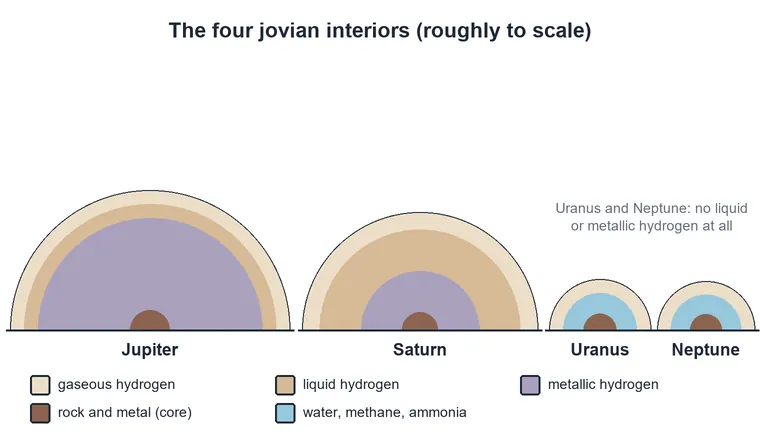 The four jovian interiors (roughly to scale)
Uranus and Neptune: no liquid
or metallic hydrogen at all
Jupiter
Saturn
Uranus
Neptune
gaseous hydrogen
liquid hydrogen
metallic hydrogen
rock and metal (core)
water, methane, ammonia